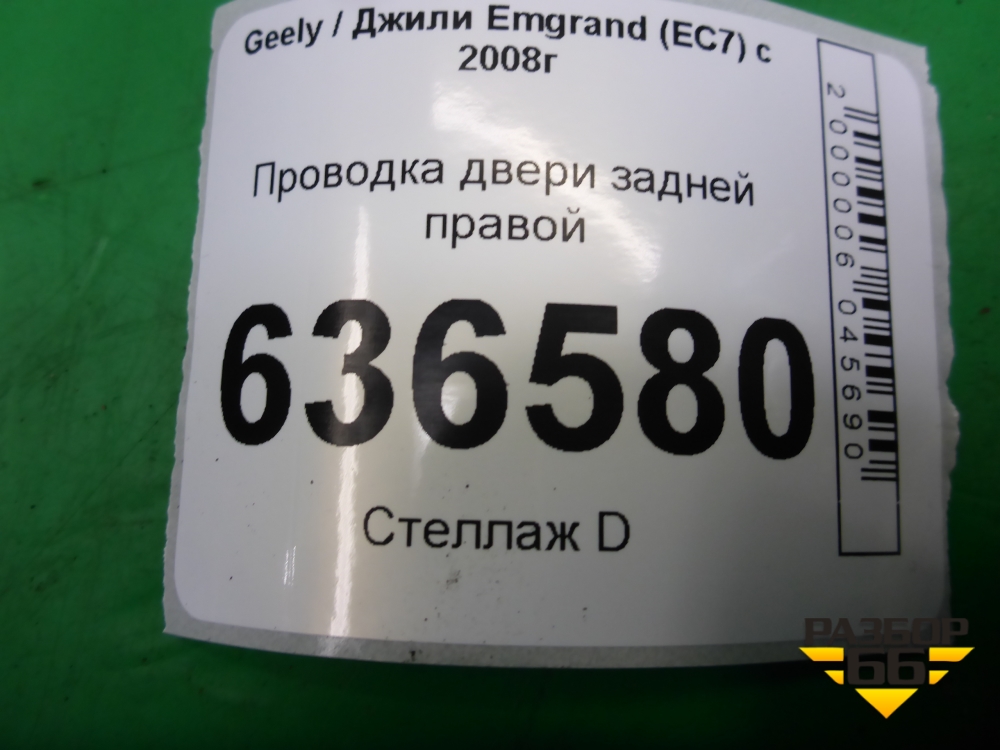 Geely / Джили Emgrand (EC7) с
2008г
Проводка двери задней
правой
636580
Стеллаж D
2000006045690
РАЗБОР
66